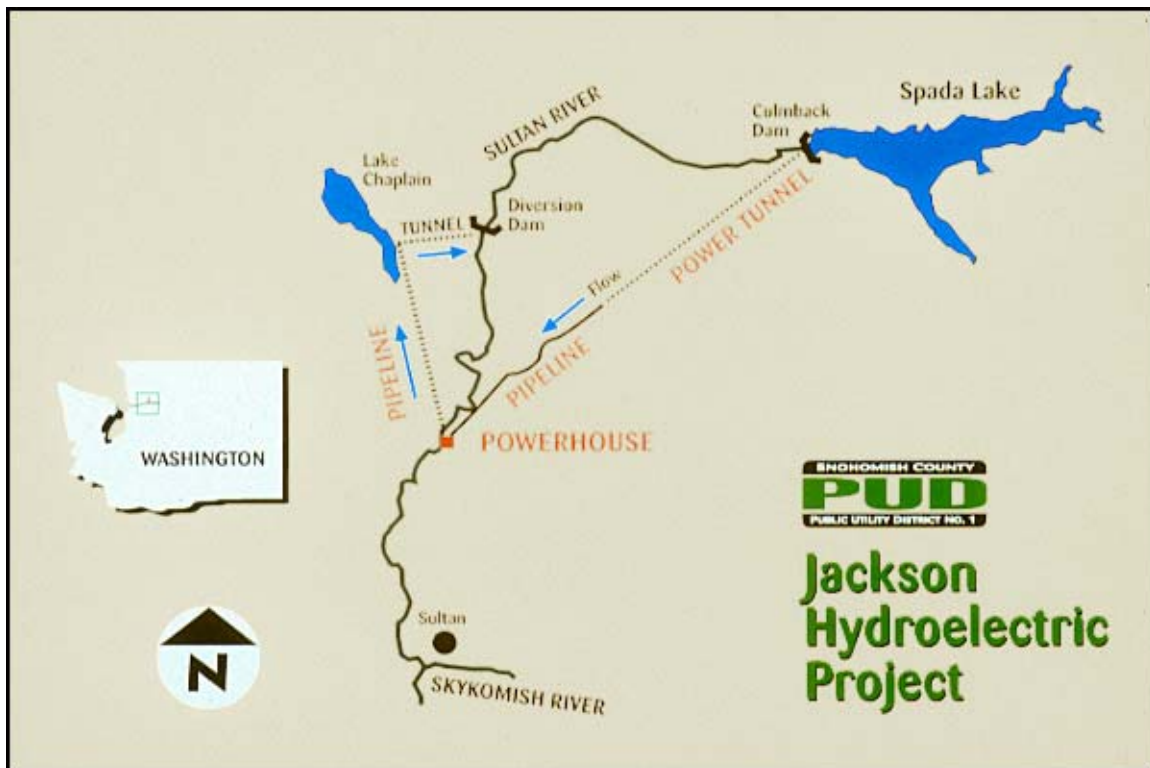 Spada Lake
Culmback
Dam
SULTAN RIVER
Lake
Chaplain
TUNNEL
Diversion
Dam
POWER TUNNEL
Flow
PIPELINE
PIPELINE
POWERHOUSE
WASHINGTON
SNOHOMISH COUNTY
PUD
PUBLIC UTILITY DISTRICT NO. 1
Jackson
Hydroelectric
Project
Sultan
N
SKYKOMISH RIVER